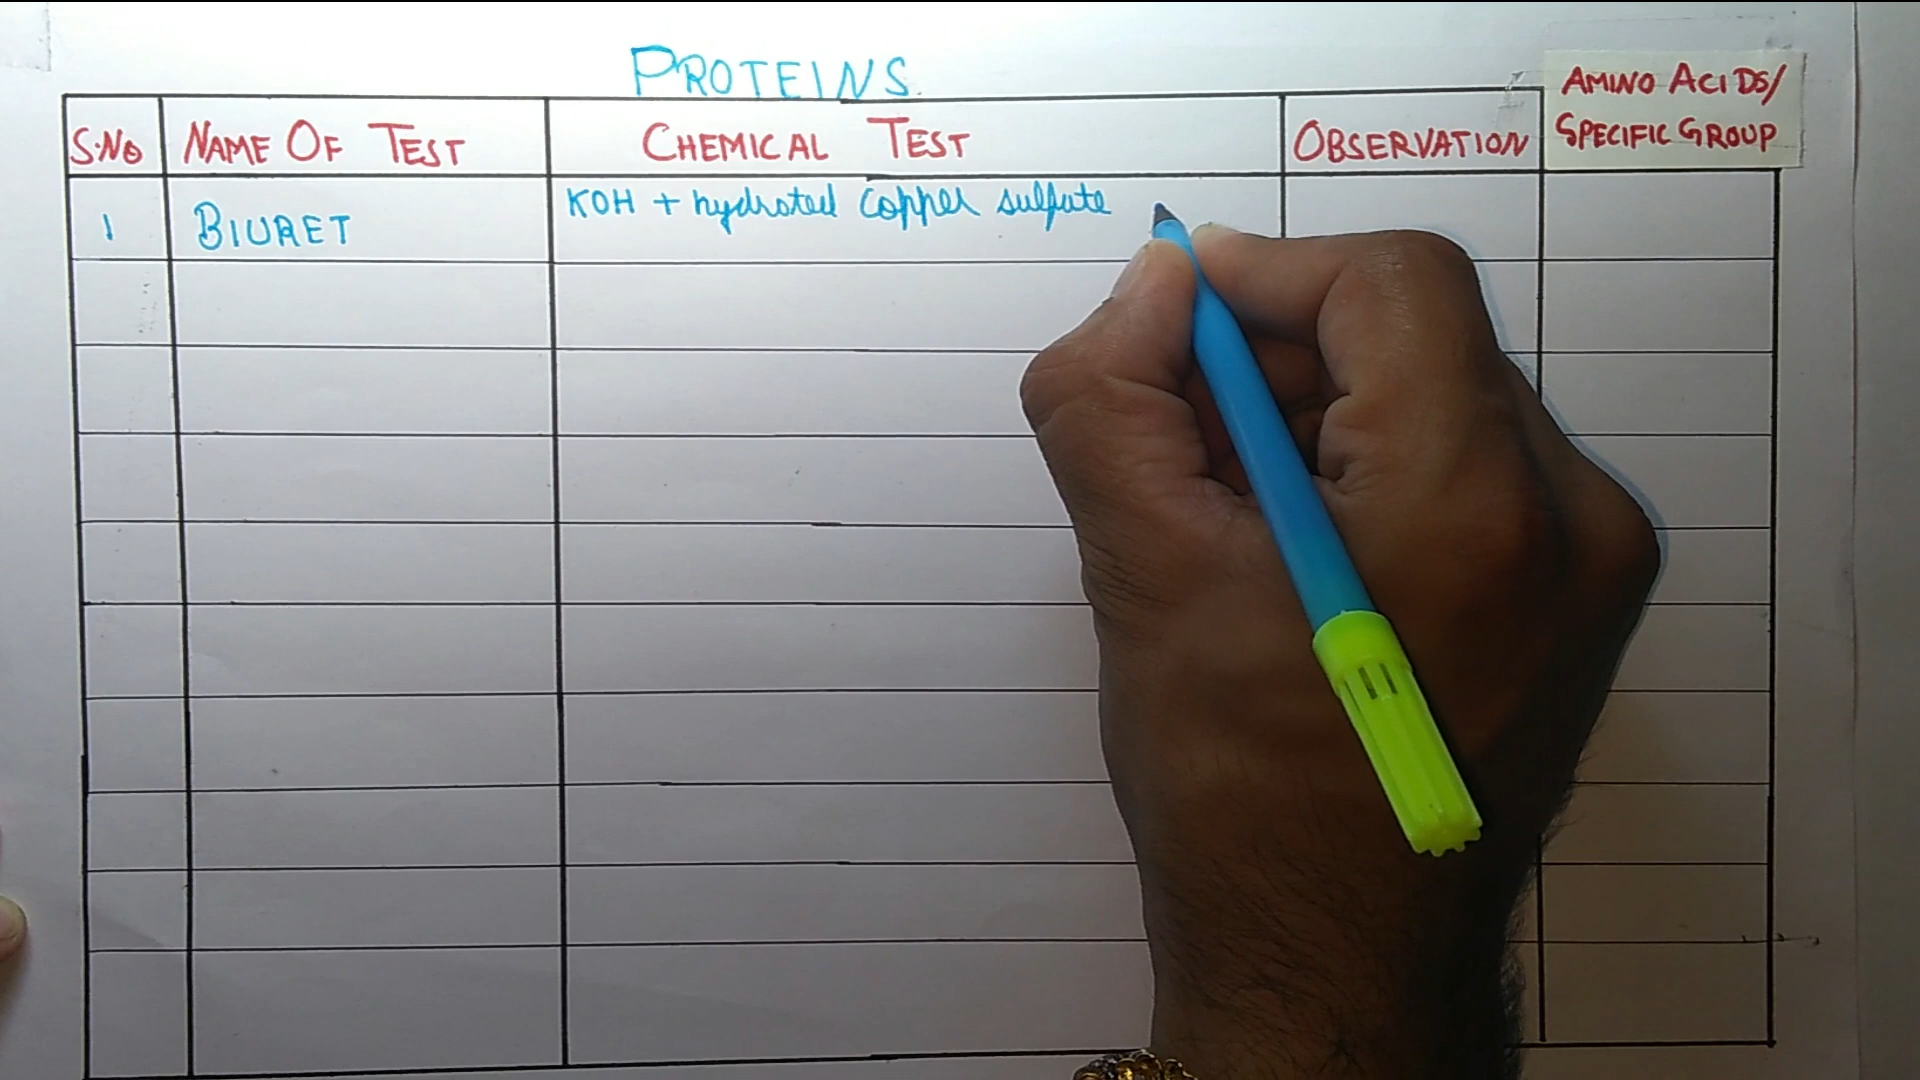 PROTEINS
S.NO
NAME OF TEST
CHEMICAL TEST
OBSERVATION
AMINO ACIDS/
SPECIFIC GROUP
1
BIURET
KOH + hydrated copper sulfate